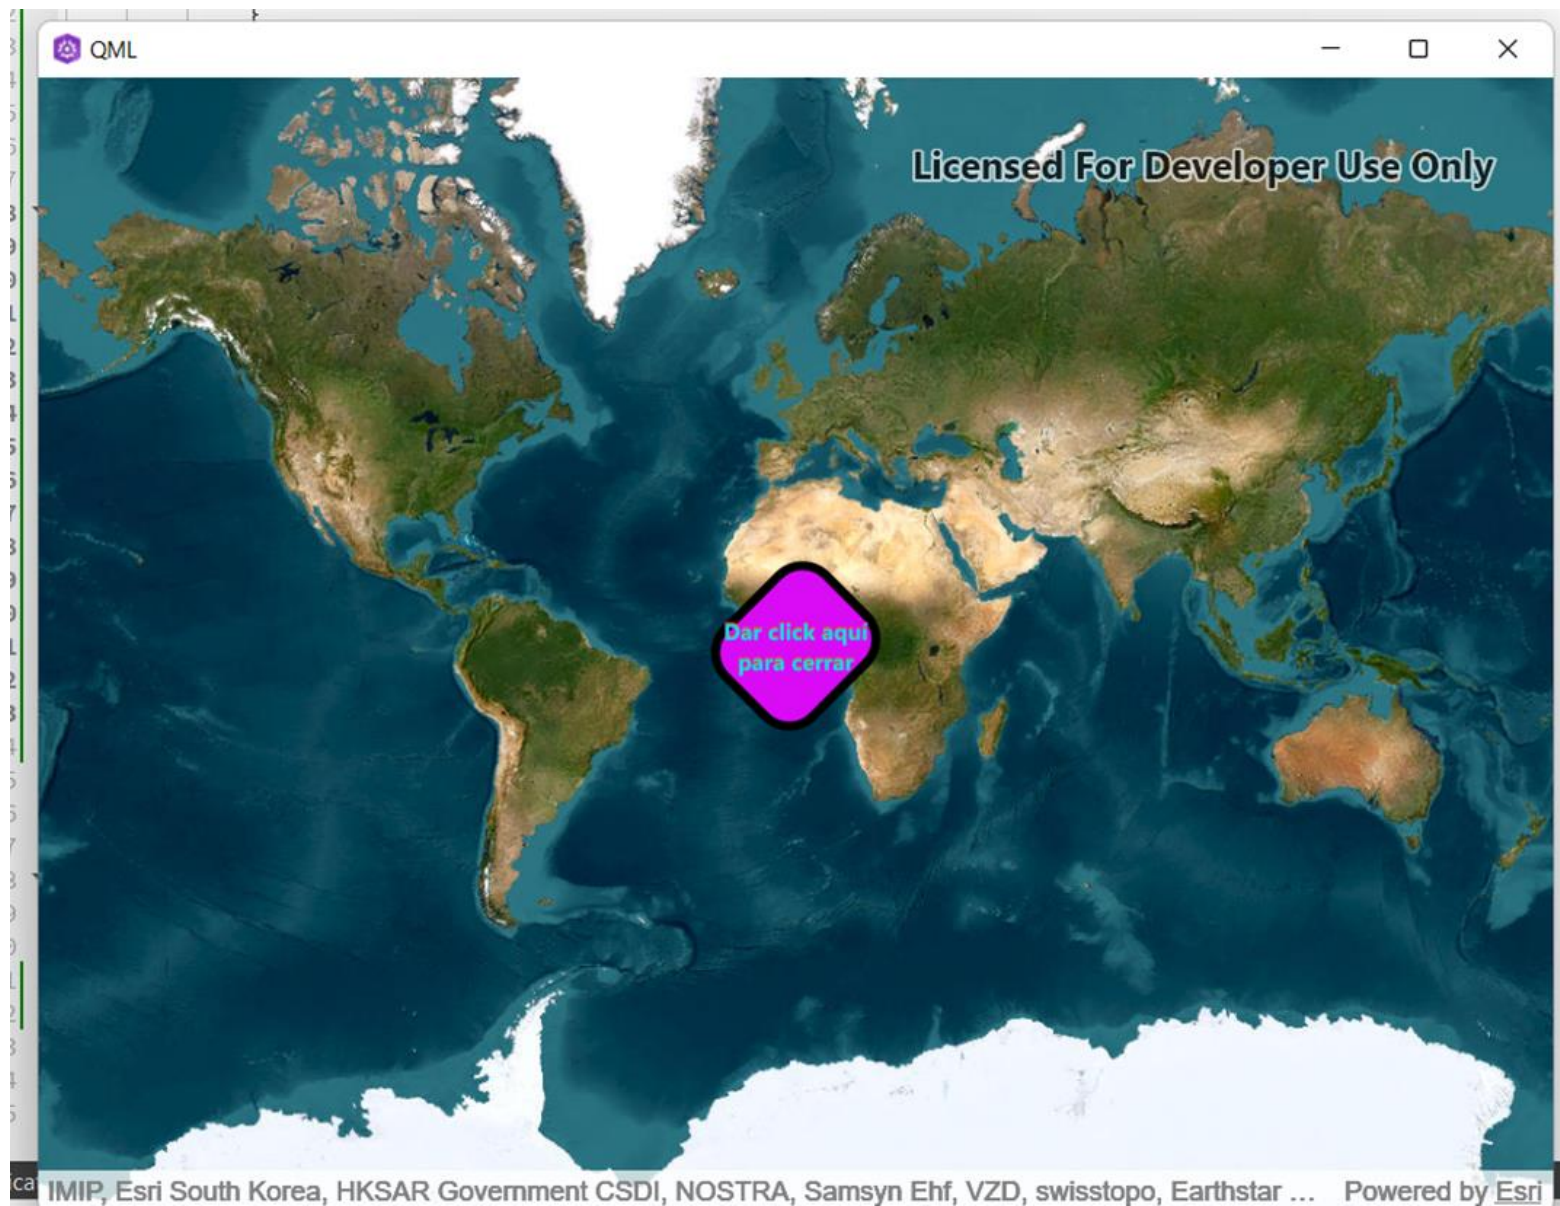 QML
Licensed For Developer Use Only
Dar click aqui
para cerrar
IMIP, Esri South Korea, HKSAR Government CSDI, NOSTRA, Samsyn Ehf, VZD, swisstopo, Earthstar ... Powered by Esri